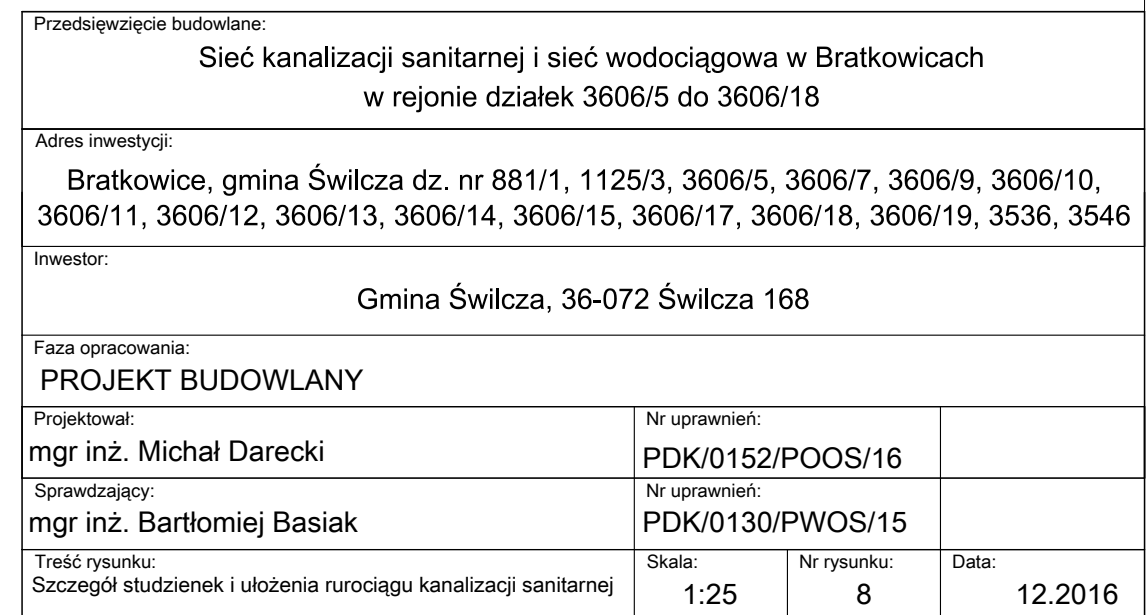 Przedsięwzięcie budowlane:
Sieć kanalizacji sanitarnej i sieć wodociągowa w Bratkowicach
w rejonie działek 3606/5 do 3606/18
Adres inwestycji:
Bratkowice, gmina Świlcza dz. nr 881/1, 1125/3, 3606/5, 3606/7, 3606/9, 3606/10,
3606/11, 3606/12, 3606/13, 3606/14, 3606/15, 3606/17, 3606/18, 3606/19, 3536, 3546
Inwestor:
Gmina Świlcza, 36-072 Świlcza 168
Faza opracowania:
PROJEKT BUDOWLANY
Projektował: Nr uprawnień:
mgr inż. Michał Darecki PDK/0152/POOS/16
Sprawdzający: Nr uprawnień:
mgr inż. Bartłomiej Basiak PDK/0130/PWOS/15
Treść rysunku: Skala: Nr rysunku: Data:
Szczegół studzienek i ułożenia rurociągu kanalizacji sanitarnej 1:25 8 12.2016